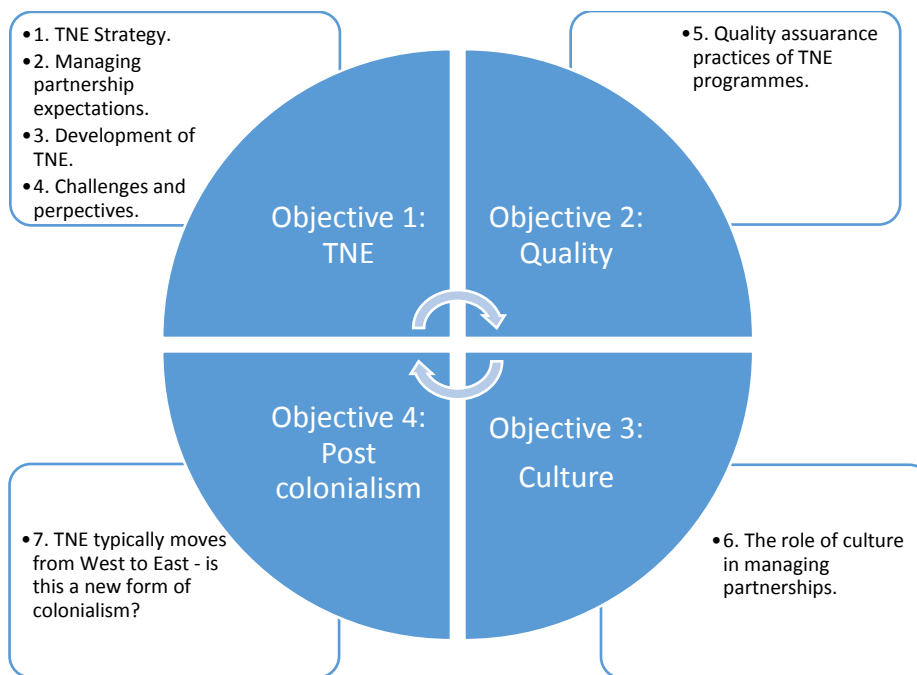 •1. TNE Strategy.
•2. Managing
partnership
expectations.
•3. Development of
TNE.
•4. Challenges and
perpectives.
•5. Quality assuarance
practices of TNE
programmes.
Objective 1:
TNE
Objective 2:
Quality
Objective 4:
Post
colonialism
Objective 3:
Culture
•7. TNE typically moves
from West to East - is
this a new form of
colonialism?
•6. The role of culture
in managing
partnerships.